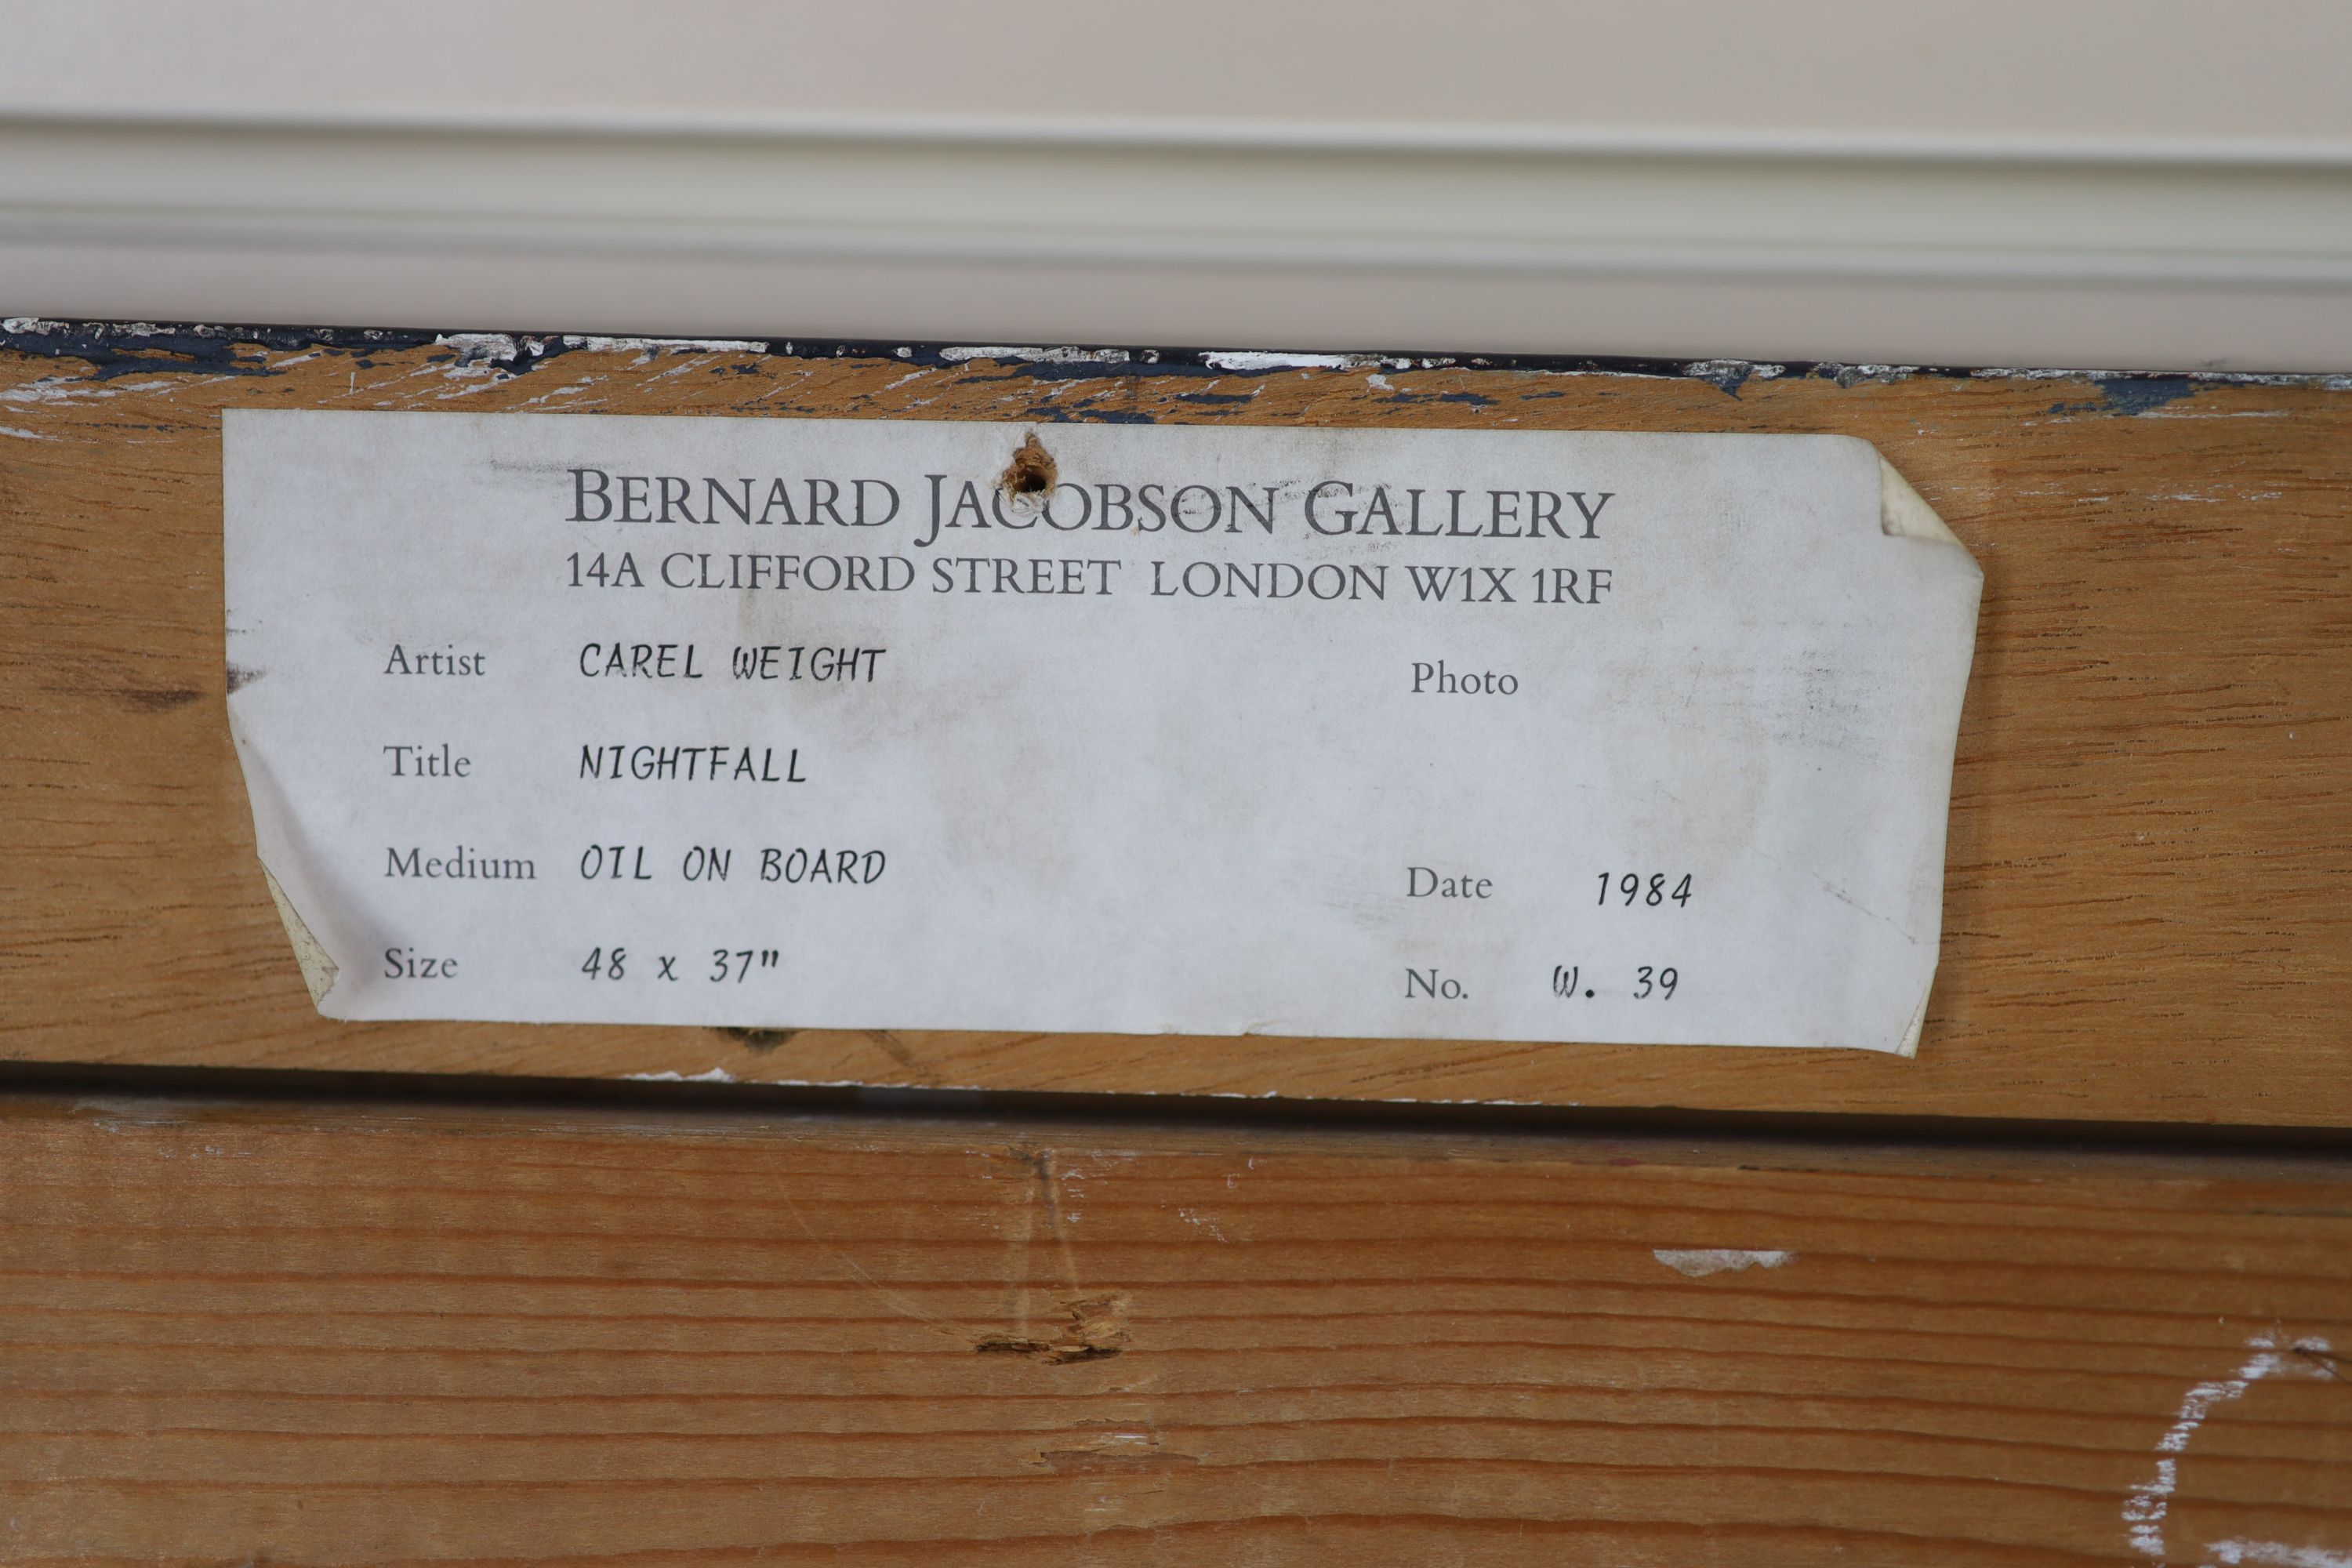 BERNARD JACOBSON GALLERY
14A CLIFFORD STREET LONDON W1X 1RF
Artist CAREL WEIGHT Photo
Title NIGHTFALL
Medium OIL ON BOARD Date 1984
Size 48 x 37" No. W. 39